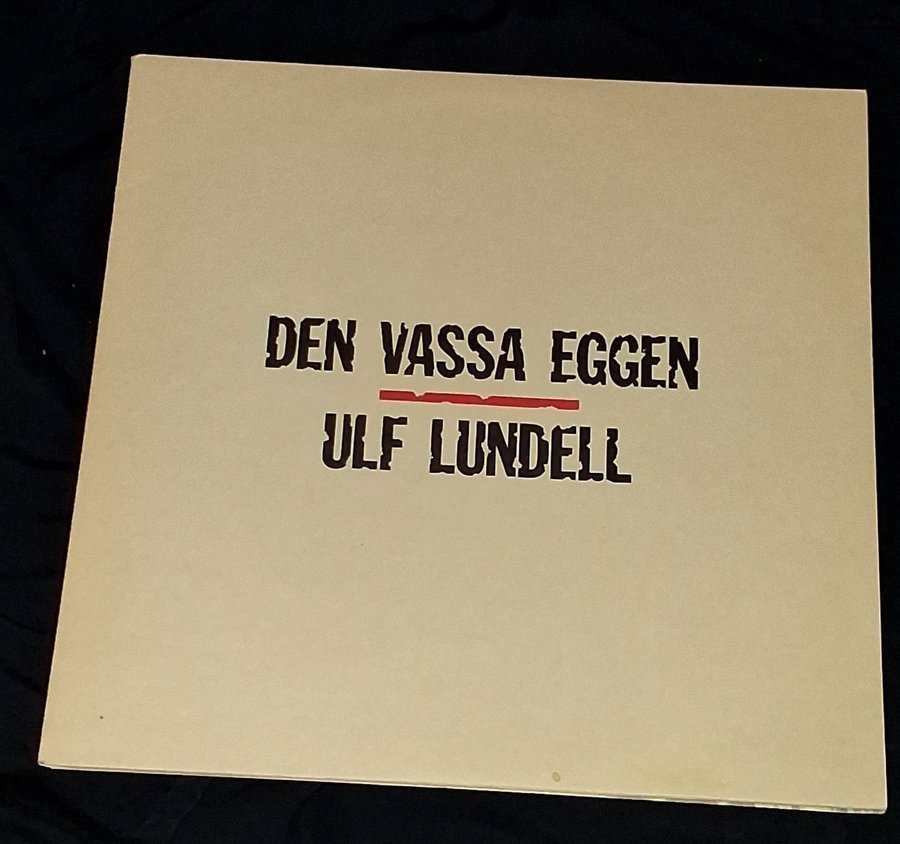 DEN VASSA EGGEN
ULF LUNDELL